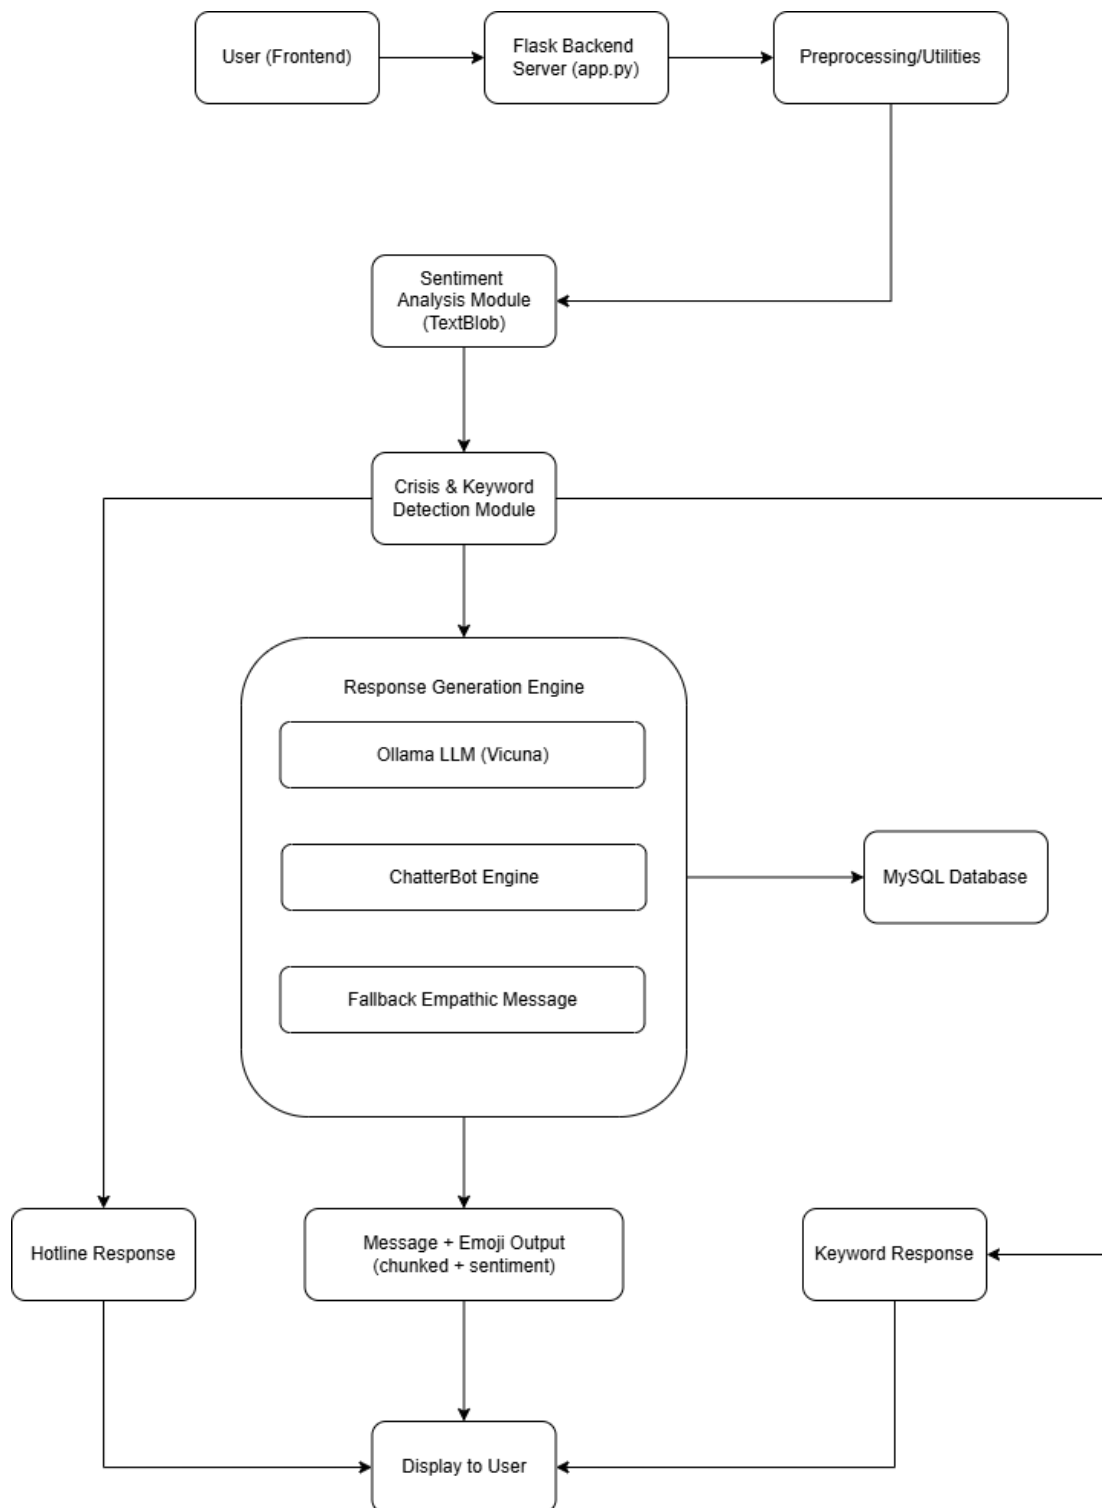 User (Frontend)
Flask Backend
Server (app.py)
Preprocessing/Utilities
Sentiment
Analysis Module
(TextBlob)
Crisis & Keyword
Detection Module
Response Generation Engine
Ollama LLM (Vicuna)
ChatterBot Engine
MySQL Database
Fallback Empathic Message
Hotline Response
Message + Emoji Output
(chunked + sentiment)
Keyword Response
Display to User